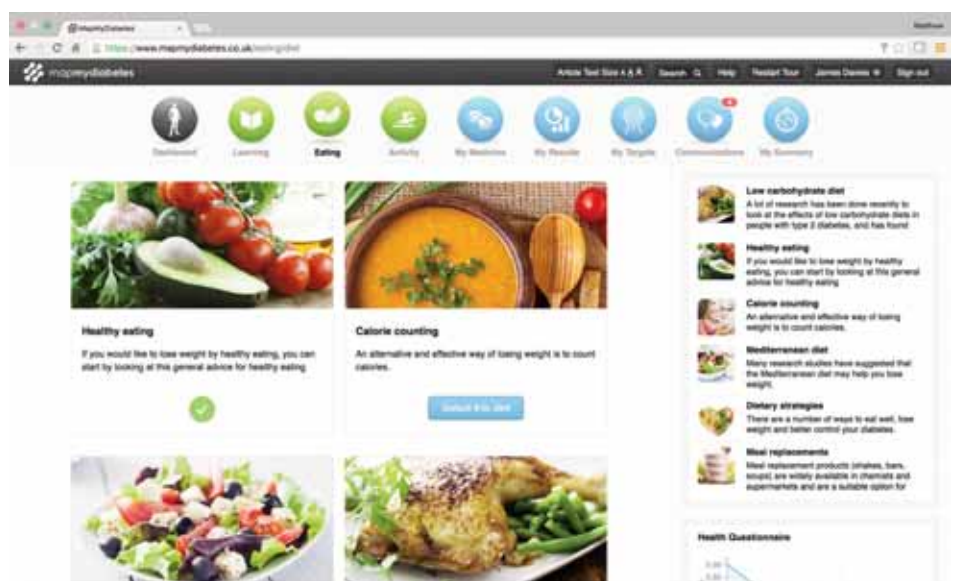 MapmyDiabetes
Matthew
https://www.mapmydiabetes.co.uk/eating/diet
mapmydiabetes
Article Text Size A A A
Search
Help
Restart Tour
James Davies
Sign out
Dashboard
Learning
Eating
Activity
My Medicine
My Results
My Targets
Communications
My Summary
Healthy eating
If you would like to lose weight by healthy eating, you can
start by looking at this general advice for healthy eating
Calorie counting
An alternative and effective way of losing weight is to count
calories.
Low carbohydrate diet
A lot of research has been done recently to
look at the effects of low carbohydrate diets in
people with type 2 diabetes, and has found
Healthy eating
If you would like to lose weight by healthy
eating, you can start by looking at this general
advice for healthy eating
Calorie counting
An alternative and effective way of losing
weight is to count calories.
Mediterranean diet
Many research studies have suggested that
the Mediterranean diet may help you lose
weight.
Dietary strategies
There are a number of ways to eat well, lose
weight and better control your diabetes.
Meal replacements
Meal replacement products (shakes, bars,
soups) are widely available in chemists and
supermarkets and are a suitable option for
Health Questionnaire